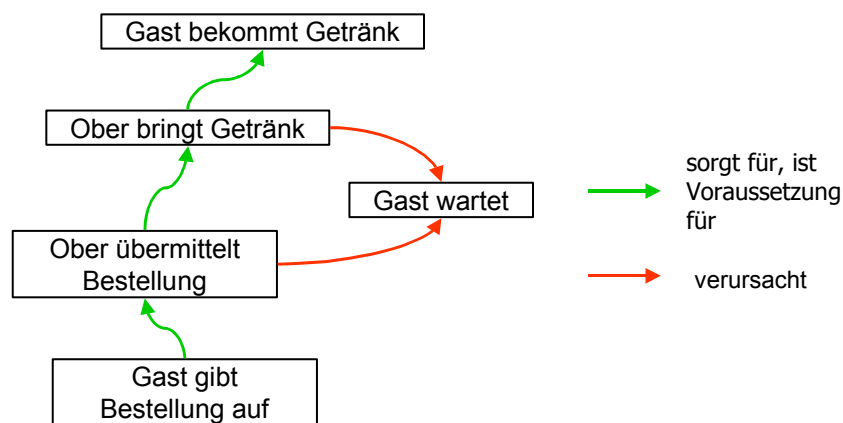 Gast bekommt Getränk
Ober bringt Getränk
Gast wartet
Ober übermittelt
Bestellung
Gast gibt
Bestellung auf
sorgt für, ist
Voraussetzung
für
verursacht